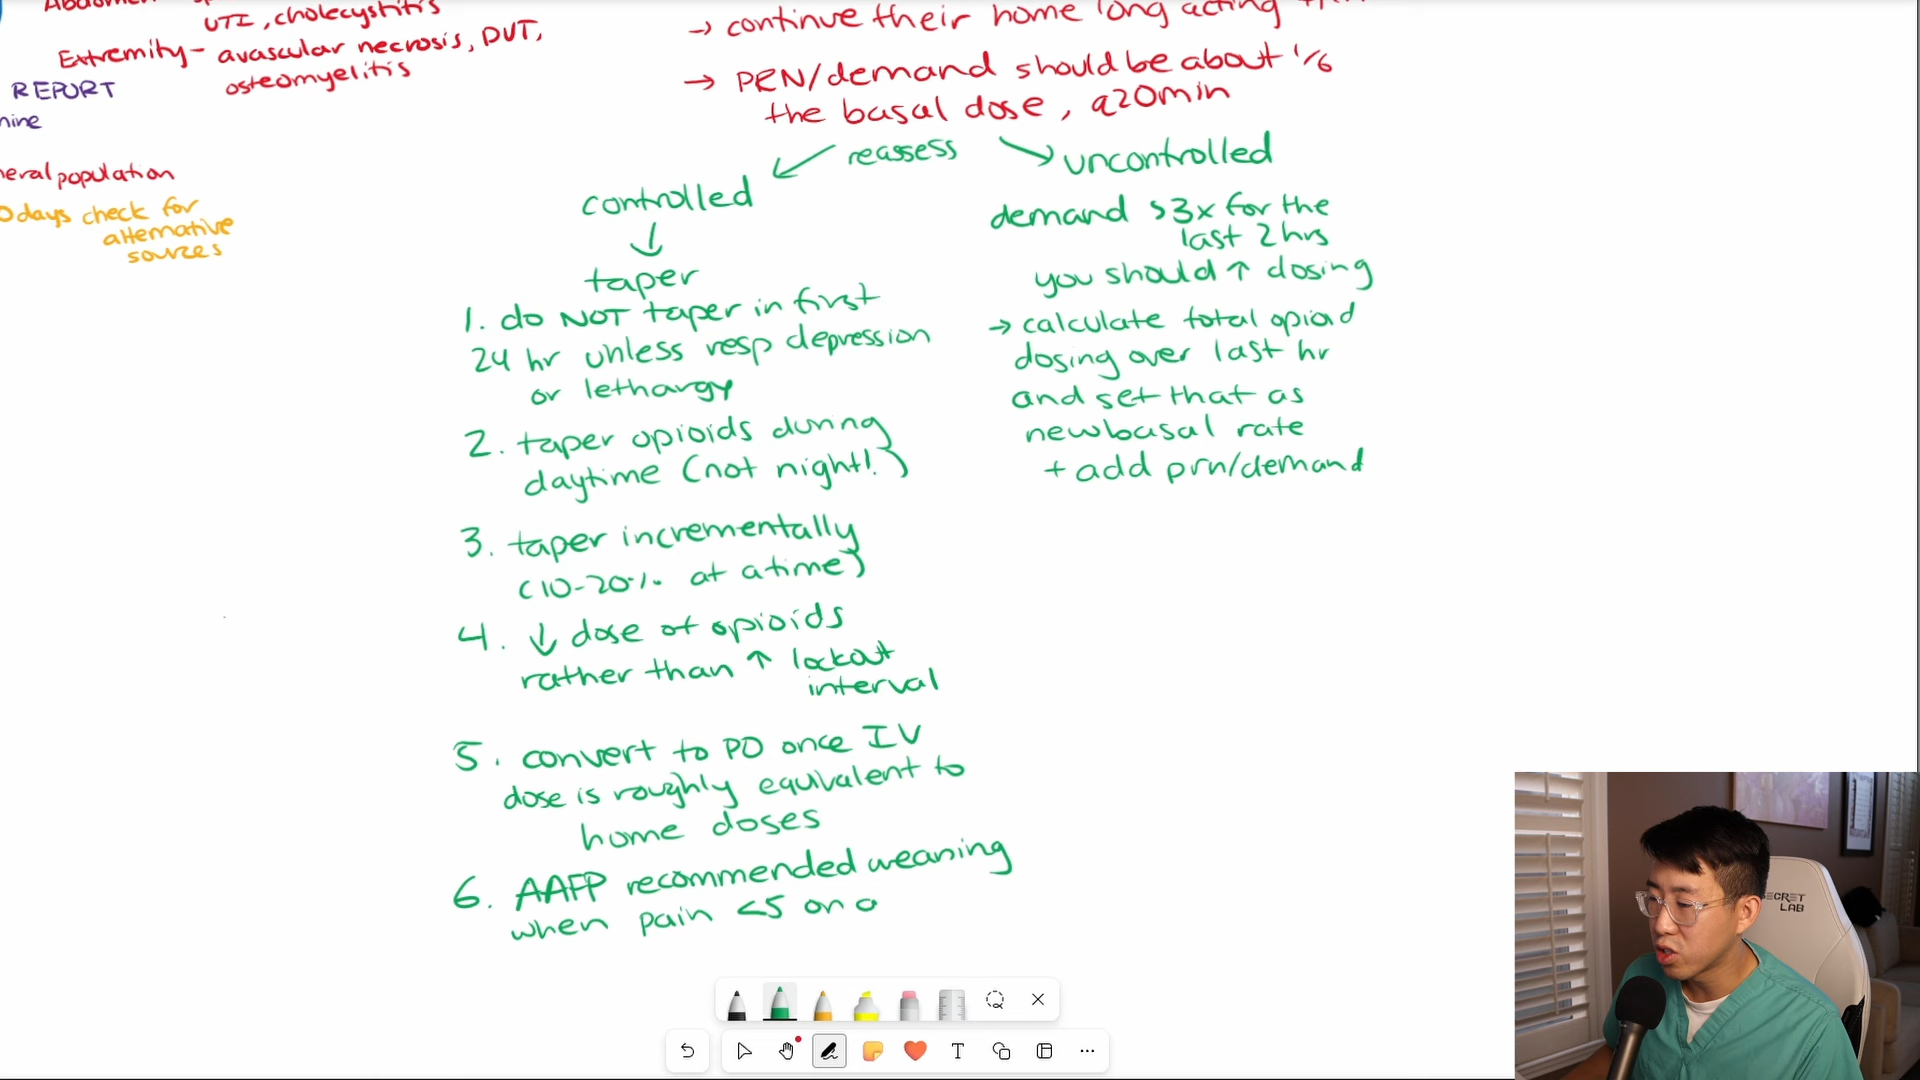 Abdomen
UTI, cholecystitis
Extremity - avascular necrosis, DVT,
osteomyelitis
REPORT
population
days check for
alternative
sources
→ continue their home long acting
→ PRN/demand should be about 1/6
the basal dose, q20min
reassess
controlled
↓
taper
1. do NOT taper in first
24 hr unless resp depression
or lethargy
2. taper opioids during
daytime (not night!)
3. taper incrementally
(10-20% at a time)
4. ↓ dose of opioids
rather than ↑ lockout
interval
5. convert to PO once IV
dose is roughly equivalent to
home doses
6. AAFP recommended weaning
when pain <5 on a
uncontrolled
demand >3x for the
last 2 hrs
you should ↑ dosing
→ calculate total opioid
dosing over last hr
and set that as
new basal rate
+ add prn/demand
T
SECRET
LAB